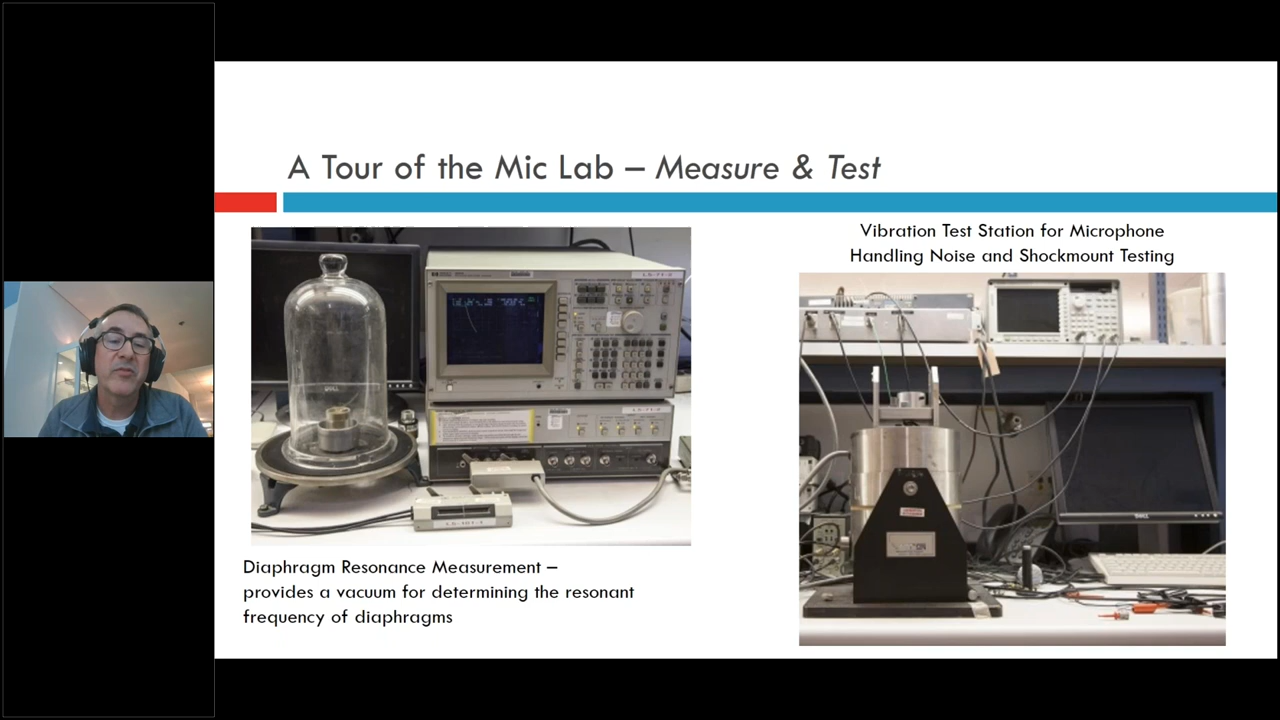 A Tour of the Mic Lab – Measure & Test
Vibration Test Station for Microphone
Handling Noise and Shockmount Testing
DELL
DELL
Diaphragm Resonance Measurement –
provides a vacuum for determining the resonant
frequency of diaphragms